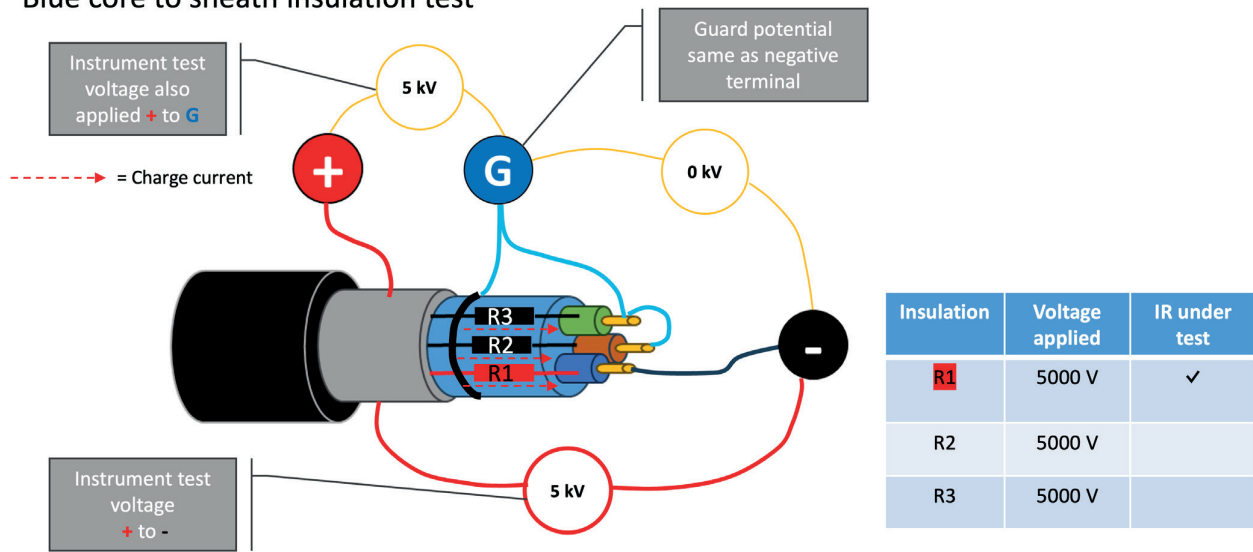 Blue core to sheath insulation test
Instrument test
voltage also
applied + to G
5 kV
Guard potential
same as negative
terminal
= Charge current
+
G
0 kV
R3
R2
R1
-
Instrument test
voltage
+ to -
5 kV
Insulation Voltage applied IR under test
R1 5000 V ✓
R2 5000 V
R3 5000 V